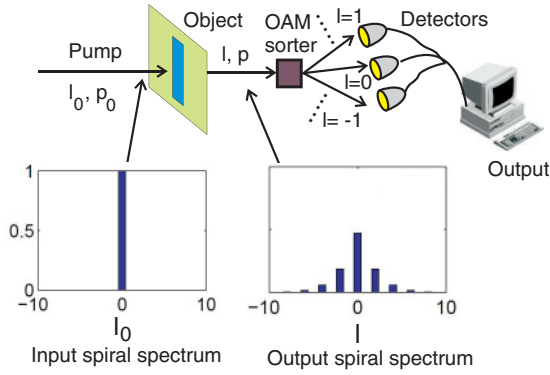 Pump
l₀, p₀
Object
l, p
OAM
sorter
l=1
l=0
l= -1
Detectors
Output
1
0.5
0
−10
0
10
l₀
Input spiral spectrum
−10
0
10
l
Output spiral spectrum